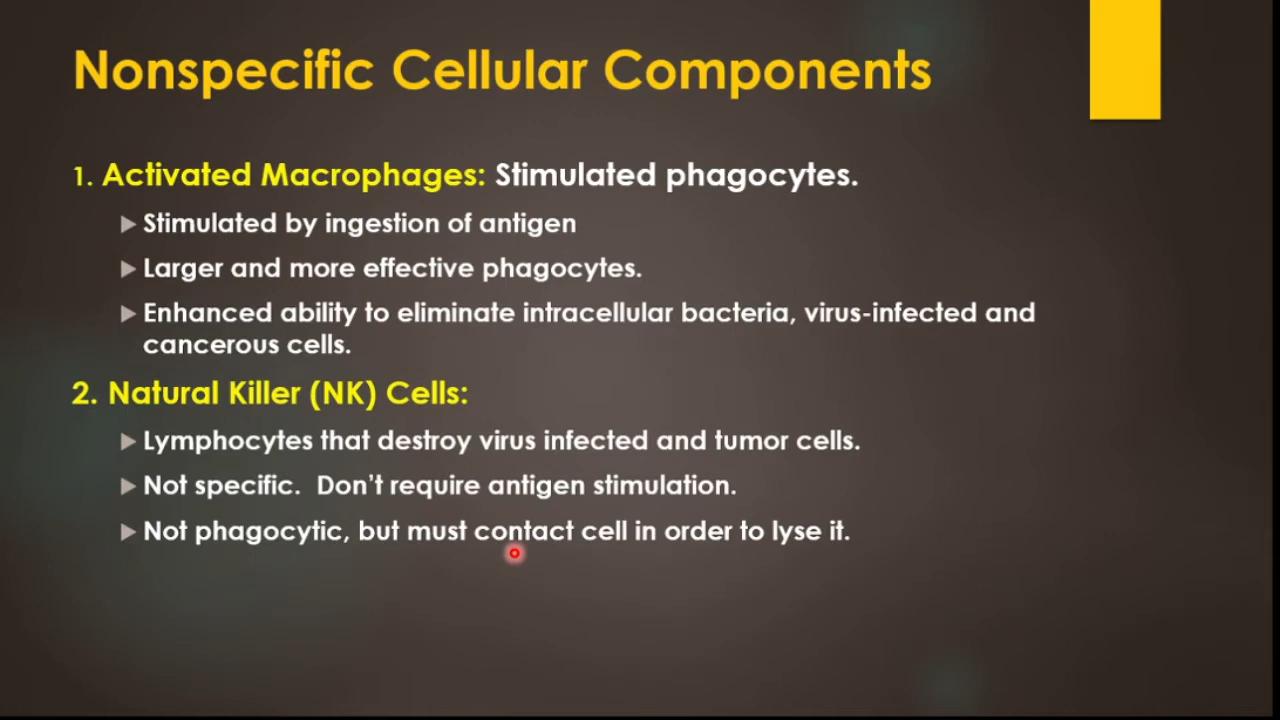 Nonspecific Cellular Components
1. Activated Macrophages: Stimulated phagocytes.
Stimulated by ingestion of antigen
Larger and more effective phagocytes.
Enhanced ability to eliminate intracellular bacteria, virus-infected and
cancerous cells.
2. Natural Killer (NK) Cells:
Lymphocytes that destroy virus infected and tumor cells.
Not specific.  Don’t require antigen stimulation.
Not phagocytic, but must contact cell in order to lyse it.